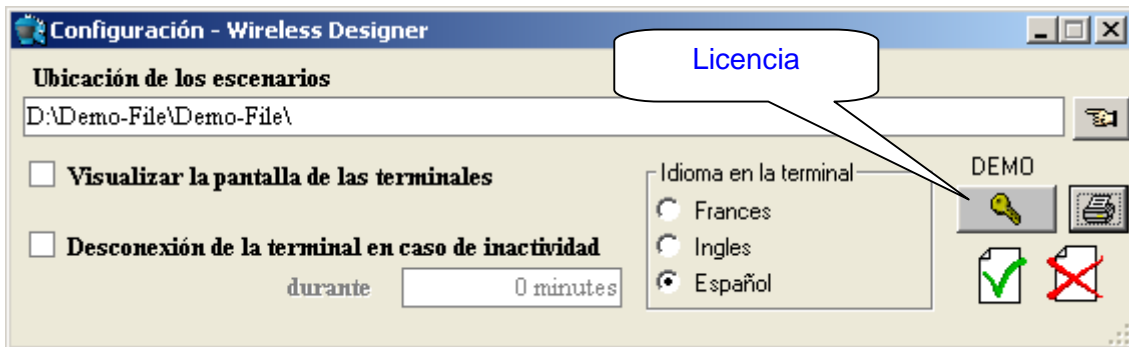 Configuración - Wireless Designer
Licencia
Ubicación de los escenarios
D:\Demo-File\Demo-File\
Visualizar la pantalla de las terminales
Idioma en la terminal
DEMO
Frances
Desconexión de la terminal en caso de inactividad
Ingles
durante
0 minutes
Español